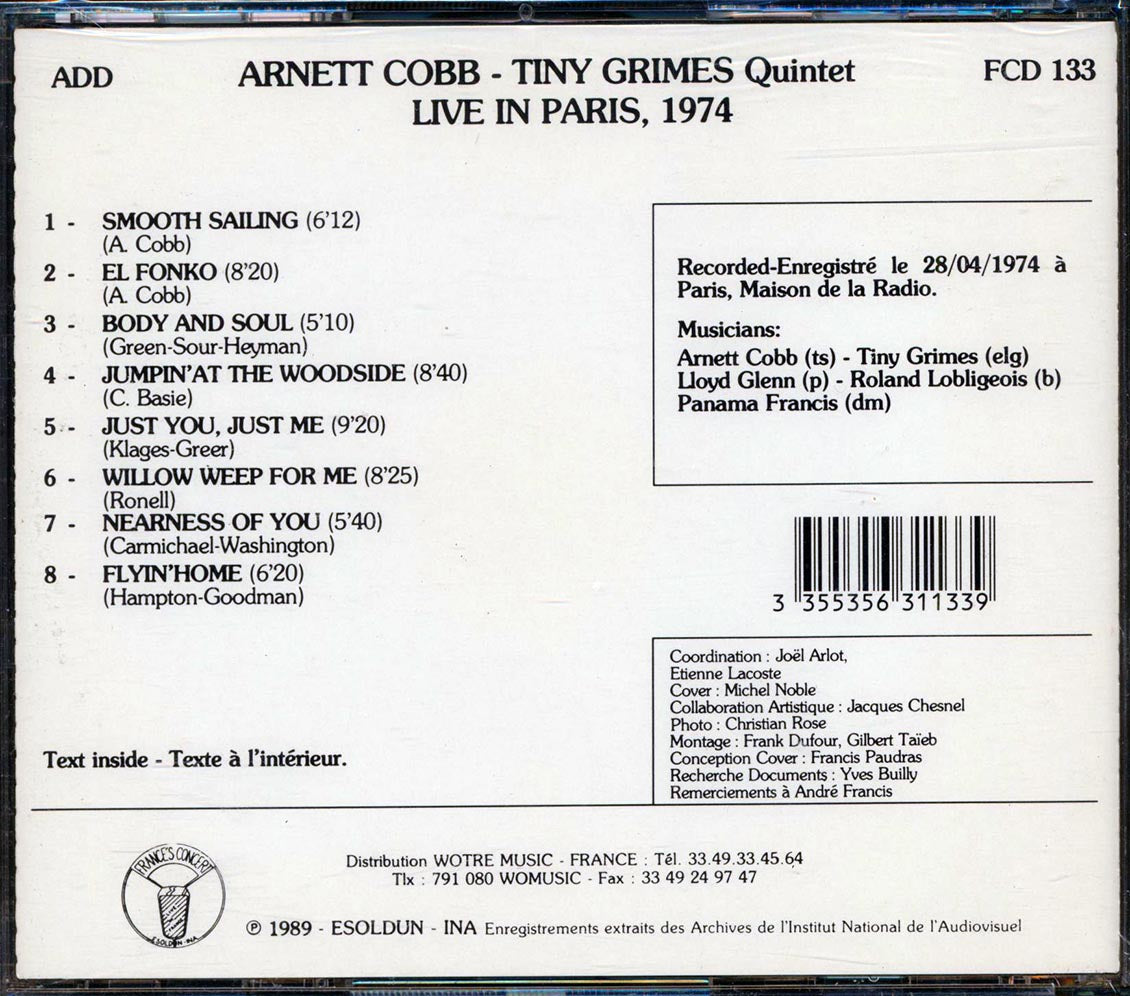 ADD
ARNETT COBB - TINY GRIMES Quintet
FCD 133
LIVE IN PARIS, 1974
1 - SMOOTH SAILING (6'12)
(A. Cobb)
2 - EL FONKO (8'20)
(A. Cobb)
3 - BODY AND SOUL (5'10)
(Green-Sour-Heyman)
4 - JUMPIN'AT THE WOODSIDE (8'40)
(C. Basie)
5 - JUST YOU, JUST ME (9'20)
(Klages-Greer)
6 - WILLOW WEEP FOR ME (8'25)
(Ronell)
7 - NEARNESS OF YOU (5'40)
(Carmichael-Washington)
8 - FLYIN'HOME (6'20)
(Hampton-Goodman)
Text inside - Texte à l'intérieur.
Recorded-Enregistré le 28/04/1974 à
Paris, Maison de la Radio.
Musicians:
Arnett Cobb (ts) - Tiny Grimes (elg)
Lloyd Glenn (p) - Roland Lobligeois (b)
Panama Francis (dm)
3 355356 311339
Coordination : Joël Arlot,
Etienne Lacoste
Cover : Michel Noble
Collaboration Artistique : Jacques Chesnel
Photo : Christian Rose
Montage : Frank Dufour, Gilbert Taïeb
Conception Cover : Francis Paudras
Recherche Documents : Yves Builly
Remerciements à André Francis
FRANCE'S CONCERT
ESOLDUN-INA
Distribution WOTRE MUSIC - FRANCE : Tél. 33.49.33.45.64
Tlx : 791 080 WOMUSIC - Fax : 33 49 24 97 47
℗ 1989 - ESOLDUN - INA Enregistrements extraits des Archives de l'Institut National de l'Audiovisuel